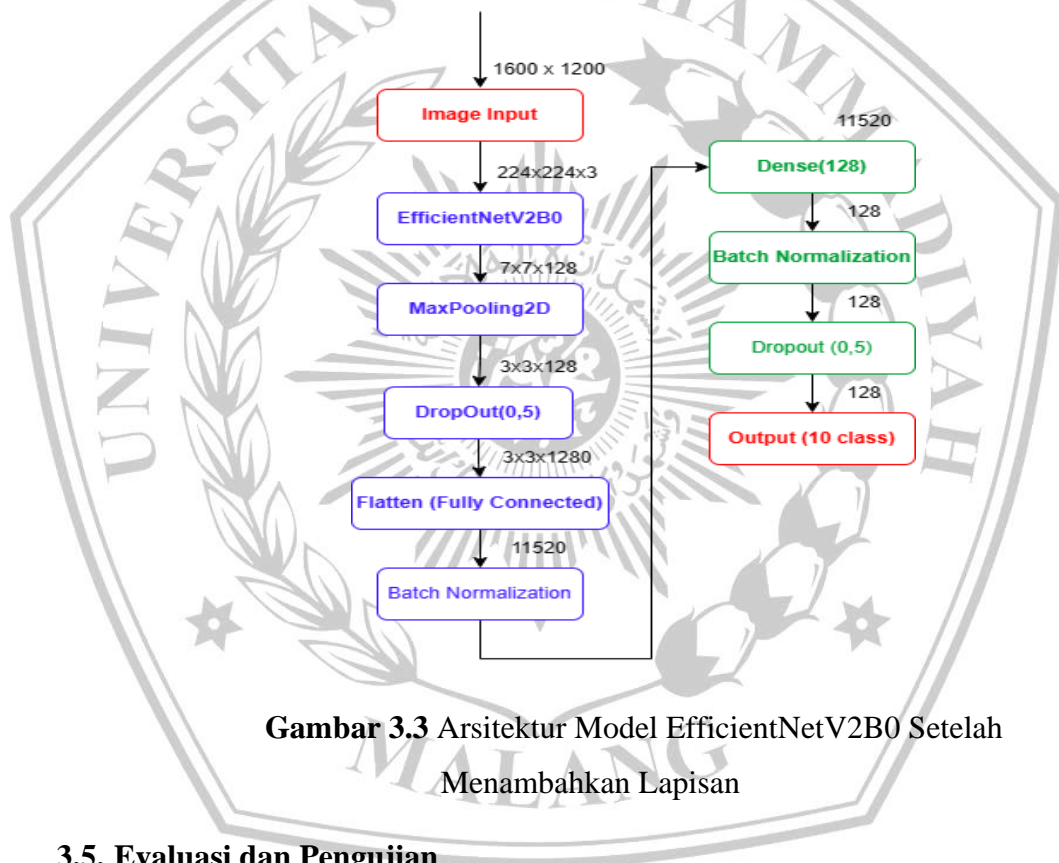 1600 x 1200
Image Input
224x224x3
EfficientNetV2B0
7x7x128
MaxPooling2D
3x3x128
DropOut(0,5)
3x3x1280
Flatten (Fully Connected)
11520
Batch Normalization
11520
Dense(128)
128
Batch Normalization
128
Dropout (0,5)
128
Output (10 class)
Gambar 3.3 Arsitektur Model EfficientNetV2B0 Setelah
Menambahkan Lapisan
3.5. Evaluasi dan Pengujian
MALANG